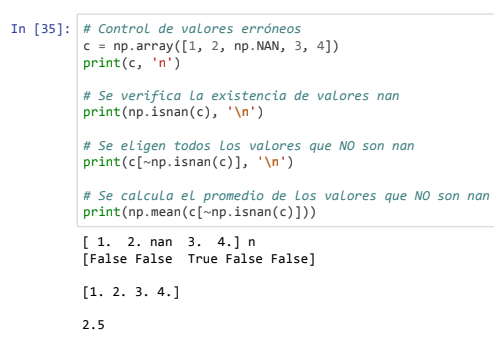 In [35]: # Control de valores erróneos
c = np.array([1, 2, np.NAN, 3, 4])
print(c, 'n')
# Se verifica la existencia de valores nan
print(np.isnan(c), '\n')
# Se eligen todos los valores que NO son nan
print(c[~np.isnan(c)], '\n')
# Se calcula el promedio de los valores que NO son nan
print(np.mean(c[~np.isnan(c)]))
[ 1.  2. nan  3.  4.] n
[False False  True False False]
[1. 2. 3. 4.]
2.5